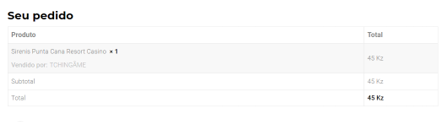 Seu pedido
Produto Total
Sirenis Punta Cana Resort Casino × 1 45 Kz
Vendido por: TCHINGÂME
Subtotal 45 Kz
Total 45 Kz